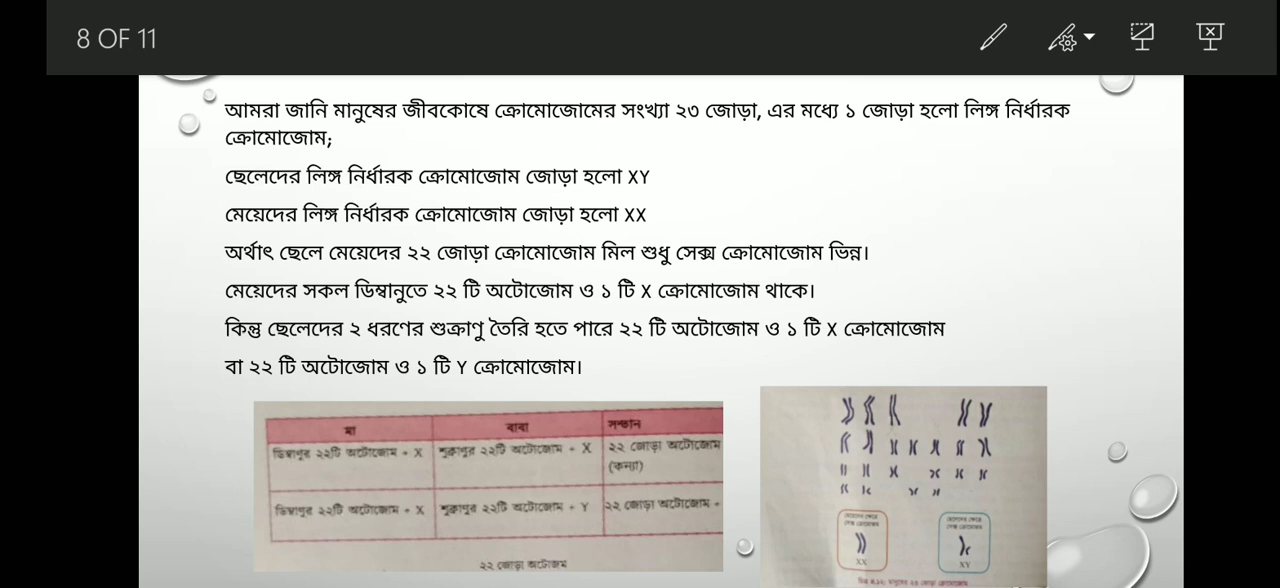 8 OF 11
আমরা জানি মানুষের জীবকোষে ক্রোমোজোমের সংখ্যা ২৩ জোড়া, এর মধ্যে ১ জোড়া হলো লিঙ্গ নির্ধারক
ক্রোমোজোম;
ছেলেদের লিঙ্গ নির্ধারক ক্রোমোজোম জোড়া হলো XY
মেয়েদের লিঙ্গ নির্ধারক ক্রোমোজোম জোড়া হলো XX
অর্থাৎ ছেলে মেয়েদের ২২ জোড়া ক্রোমোজোম মিল শুধু সেক্স ক্রোমোজোম ভিন্ন।
মেয়েদের সকল ডিম্বানুতে ২২ টি অটোজোম ও ১ টি X ক্রোমোজোম থাকে।
কিন্তু ছেলেদের ২ ধরণের শুক্রাণু তৈরি হতে পারে ২২ টি অটোজোম ও ১ টি X ক্রোমোজোম
বা ২২ টি অটোজোম ও ১ টি Y ক্রোমোজোম।
মা বাবা সন্তান
ডিম্বাণুর ২২টি অটোজোম + X শুক্রাণুর ২২টি অটোজোম + X ২২ জোড়া অটোজোম
(কন্যা)
ডিম্বাণুর ২২টি অটোজোম + X শুক্রাণুর ২২টি অটোজোম + Y ২২ জোড়া অটোজোম +
২২ জোড়া অটোজম
মেয়েদের ক্ষেত্রে
সেক্স ক্রোমোজোম
XX
ছেলেদের ক্ষেত্রে
সেক্স ক্রোমোজোম
XY